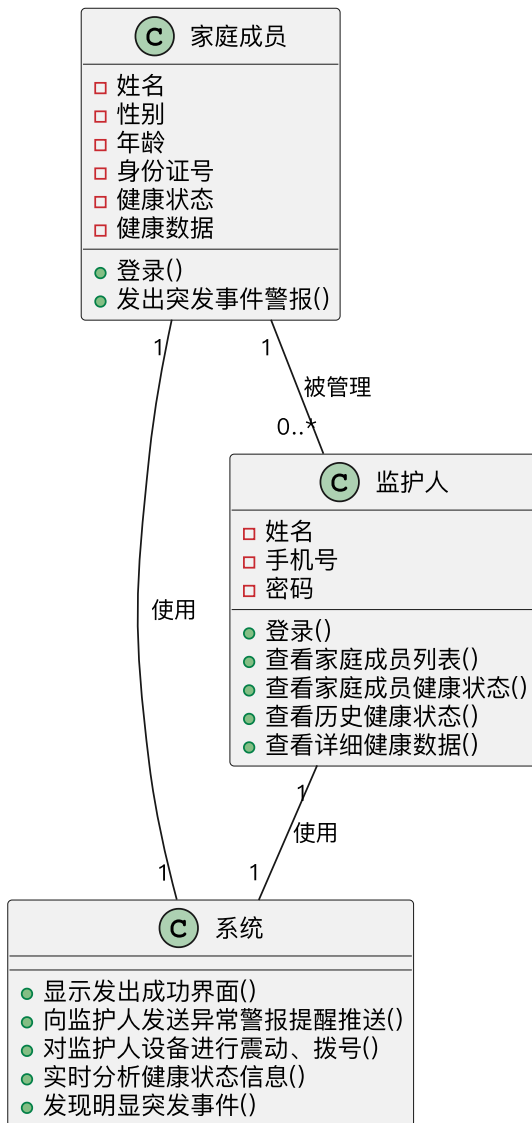 C 家庭成员
姓名
性别
年龄
身份证号
健康状态
健康数据
登录()
发出突发事件警报()
1
1
被管理
0..*
C 监护人
姓名
手机号
密码
登录()
查看家庭成员列表()
查看家庭成员健康状态()
查看历史健康状态()
查看详细健康数据()
使用
1
使用
1
1
C 系统
显示发出成功界面()
向监护人发送异常警报提醒推送()
对监护人设备进行震动、拨号()
实时分析健康状态信息()
发现明显突发事件()